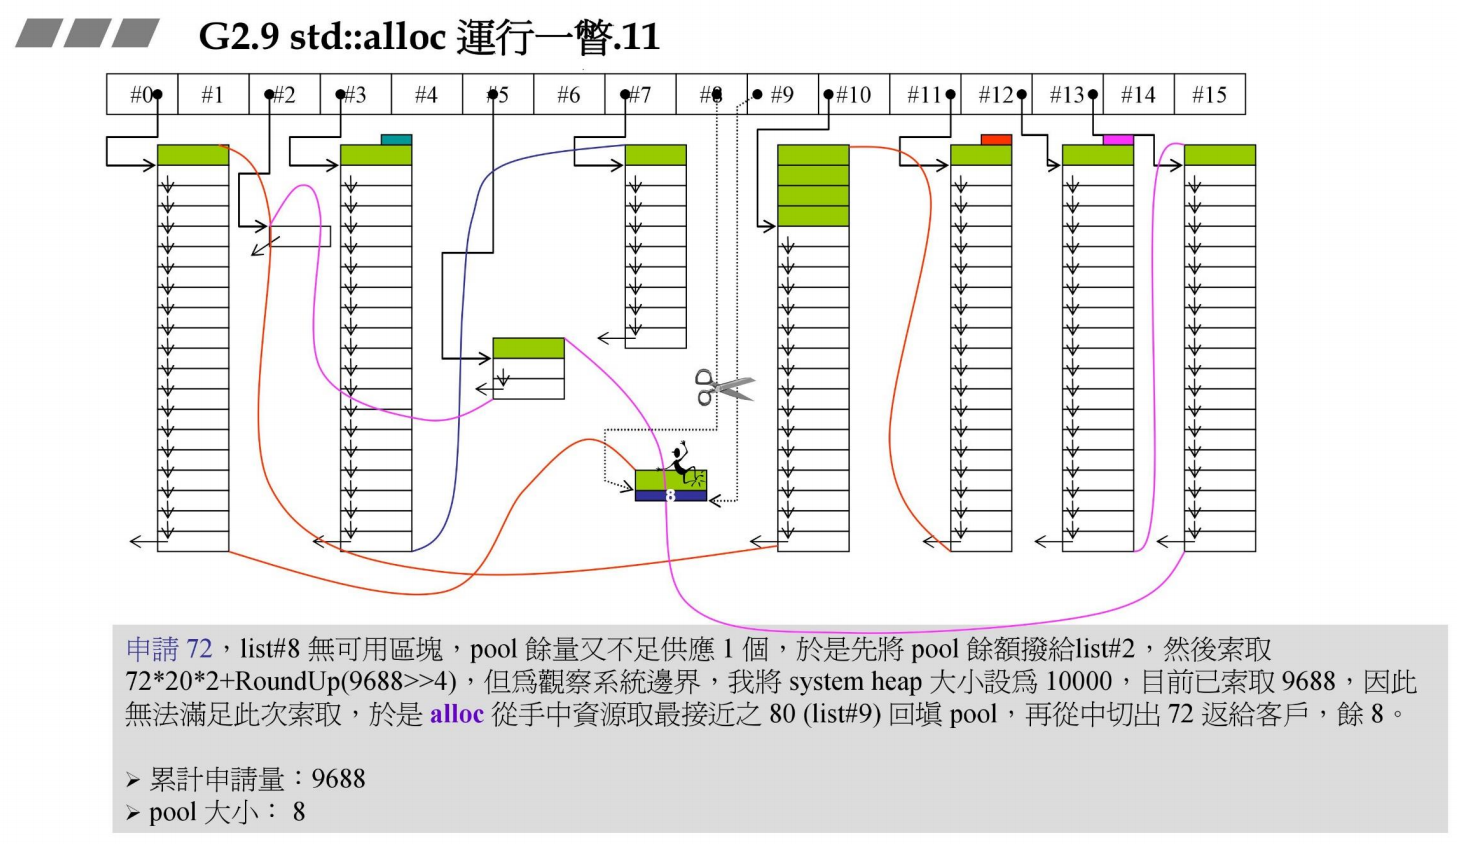 G2.9 std::alloc 運行一瞥.11
#0 #1 #2 #3 #4 #5 #6 #7 #8 #9 #10 #11 #12 #13 #14 #15
8
申請 72，list#8 無可用區塊，pool 餘量又不足供應 1 個，於是先將 pool 餘額撥給list#2，然後索取
72*20*2+RoundUp(9688>>4)，但為觀察系統邊界，我將 system heap 大小設為 10000，目前已索取 9688，因此
無法滿足此次索取，於是 alloc 從手中資源取最接近之 80 (list#9) 回填 pool，再從中切出 72 返給客戶，餘 8。
➢ 累計申請量：9688
➢ pool 大小： 8